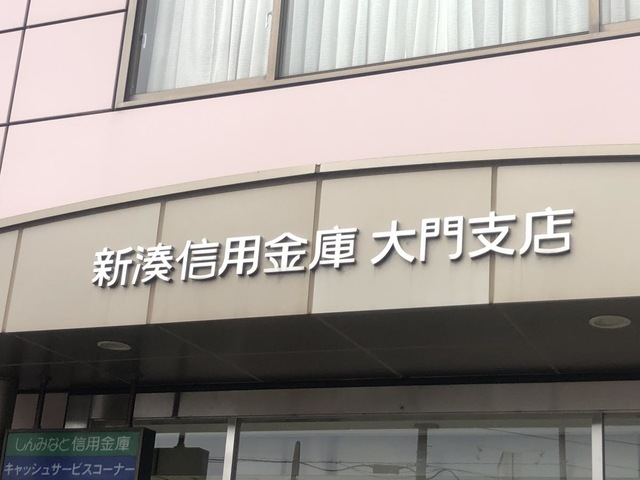 新湊信用金庫 大門支店
しんみなと信用金庫
キャッシュサービスコーナー